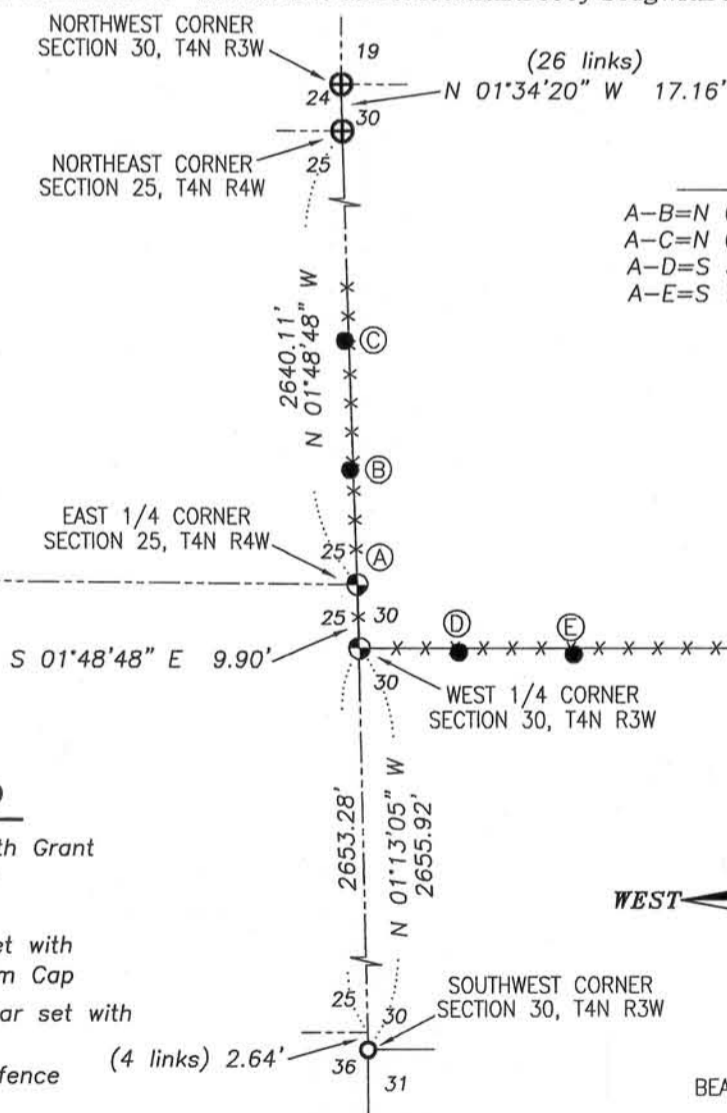 NORTHWEST CORNER
SECTION 30, T4N R3W
19
(26 links)
N 01°34'20" W 17.16'
24
30
NORTHEAST CORNER
SECTION 25, T4N R4W
25
A-B=N
A-C=N
A-D=S
A-E=S
2640.11'
N 01°48'48" W
C
B
EAST 1/4 CORNER
SECTION 25, T4N R4W
25
A
25
30
S 01°48'48" E 9.90'
D
E
30
WEST 1/4 CORNER
SECTION 30, T4N R3W
2653.28'
N 01°13'05" W
2655.92'
Grant
WEST
with
Cap
set with
SOUTHWEST CORNER
SECTION 30, T4N R3W
25
30
(4 links) 2.64'
fence
36
31